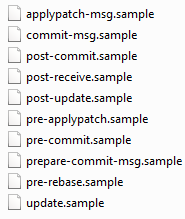 applypatch-msg.sample
commit-msg.sample
post-commit.sample
post-receive.sample
post-update.sample
pre-applypatch.sample
pre-commit.sample
prepare-commit-msg.sample
pre-rebase.sample
update.sample